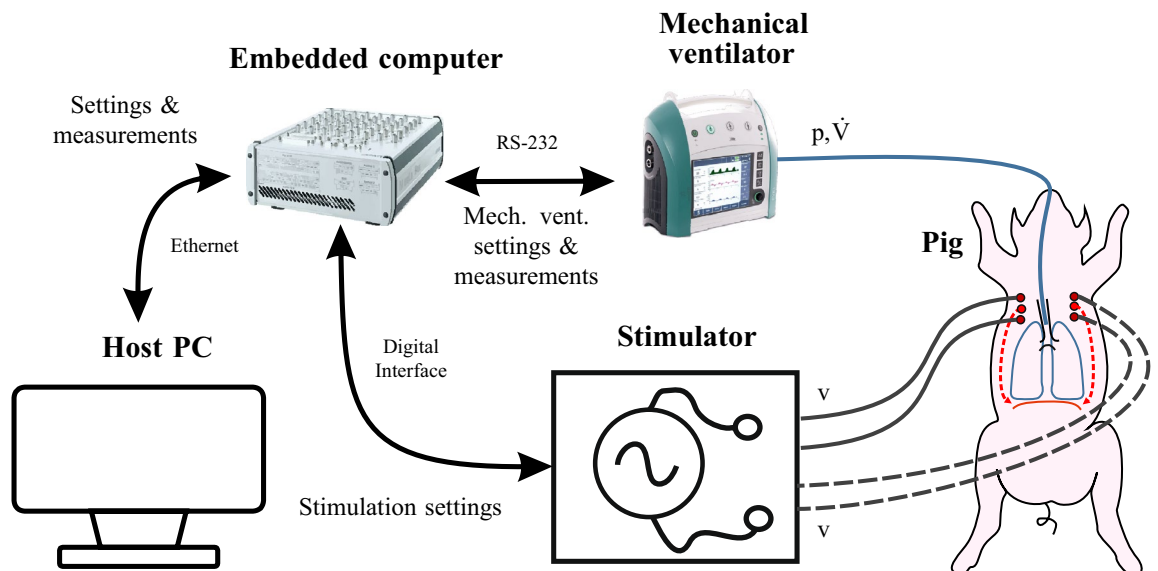 Mechanical
ventilator
Embedded computer
Settings &
measurements
RS-232
p,V̇
Mech. vent.
settings &
measurements
Ethernet
Pig
Host PC
Stimulator
Digital
Interface
v
Stimulation settings
v